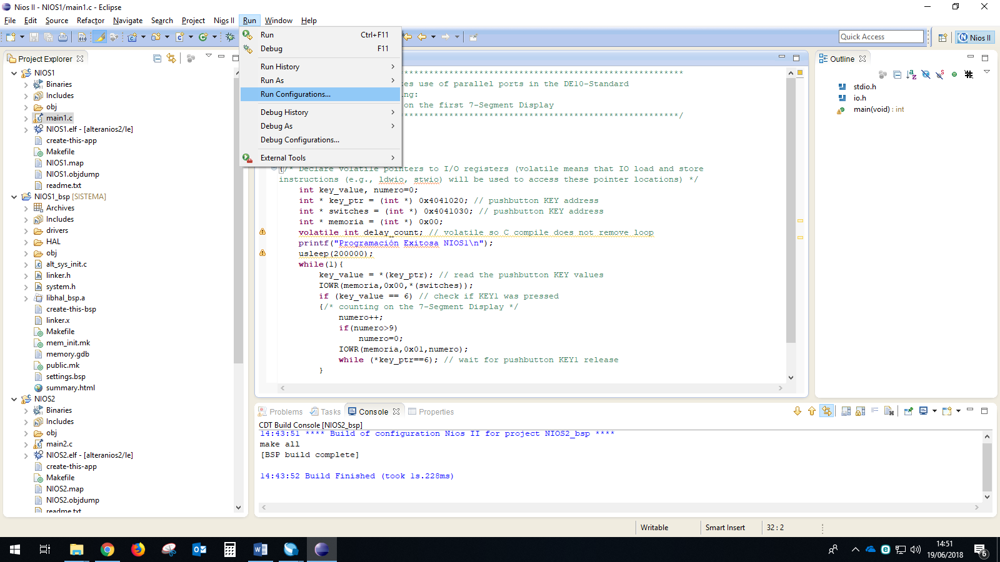 Nios II - NIOS1/main1.c - Eclipse
File Edit Source Refactor Navigate Search Project Nios II Run Window Help
Quick Access
Nios II
Run Ctrl+F11
Debug F11
Run History
Run As
Run Configurations...
Debug History
Debug As
Debug Configurations...
External Tools
Project Explorer
NIOS1
Binaries
Includes
obj
main1.c
NIOS1.elf - [alteranios2/le]
create-this-app
Makefile
NIOS1.map
NIOS1.objdump
readme.txt
NIOS1_bsp [SISTEMA]
Archives
Includes
drivers
HAL
obj
alt_sys_init.c
linker.h
system.h
libhal_bsp.a
create-this-bsp
linker.x
Makefile
mem_init.mk
memory.gdb
public.mk
settings.bsp
summary.html
NIOS2
Binaries
Includes
obj
main2.c
NIOS2.elf - [alteranios2/le]
create-this-app
Makefile
NIOS2.map
NIOS2.objdump
readme.txt
********************************************************
es use of parallel ports in the DE10-Standard
ing:
on the first 7-Segment Display
*******************************************************/
{/* Declare volatile pointers to I/O registers (volatile means that IO load and store
instructions (e.g., ldwio, stwio) will be used to access these pointer locations) */
int key_value, numero=0;
int * key_ptr = (int *) 0x4041020; // pushbutton KEY address
int * switches = (int *) 0x4041030; // pushbutton KEY address
int * memoria = (int *) 0x00;
volatile int delay_count; // volatile so C compile does not remove loop
printf("Programación Exitosa NIOS1\n");
usleep(200000);
while(1){
key_value = *(key_ptr); // read the pushbutton KEY values
IOWR(memoria,0x00,*(switches));
if (key_value == 6) // check if KEY1 was pressed
{/* counting on the 7-Segment Display */
numero++;
if(numero>9)
numero=0;
IOWR(memoria,0x01,numero);
while (*key_ptr==6); // wait for pushbutton KEY1 release
}
Outline
stdio.h
io.h
main(void) : int
Problems Tasks Console Properties
CDT Build Console [NIOS2_bsp]
14:43:51 **** Build of configuration Nios II for project NIOS2_bsp ****
make all
[BSP build complete]
14:43:52 Build Finished (took 1s.228ms)
Writable Smart Insert 32 : 2
14:51
19/06/2018
6